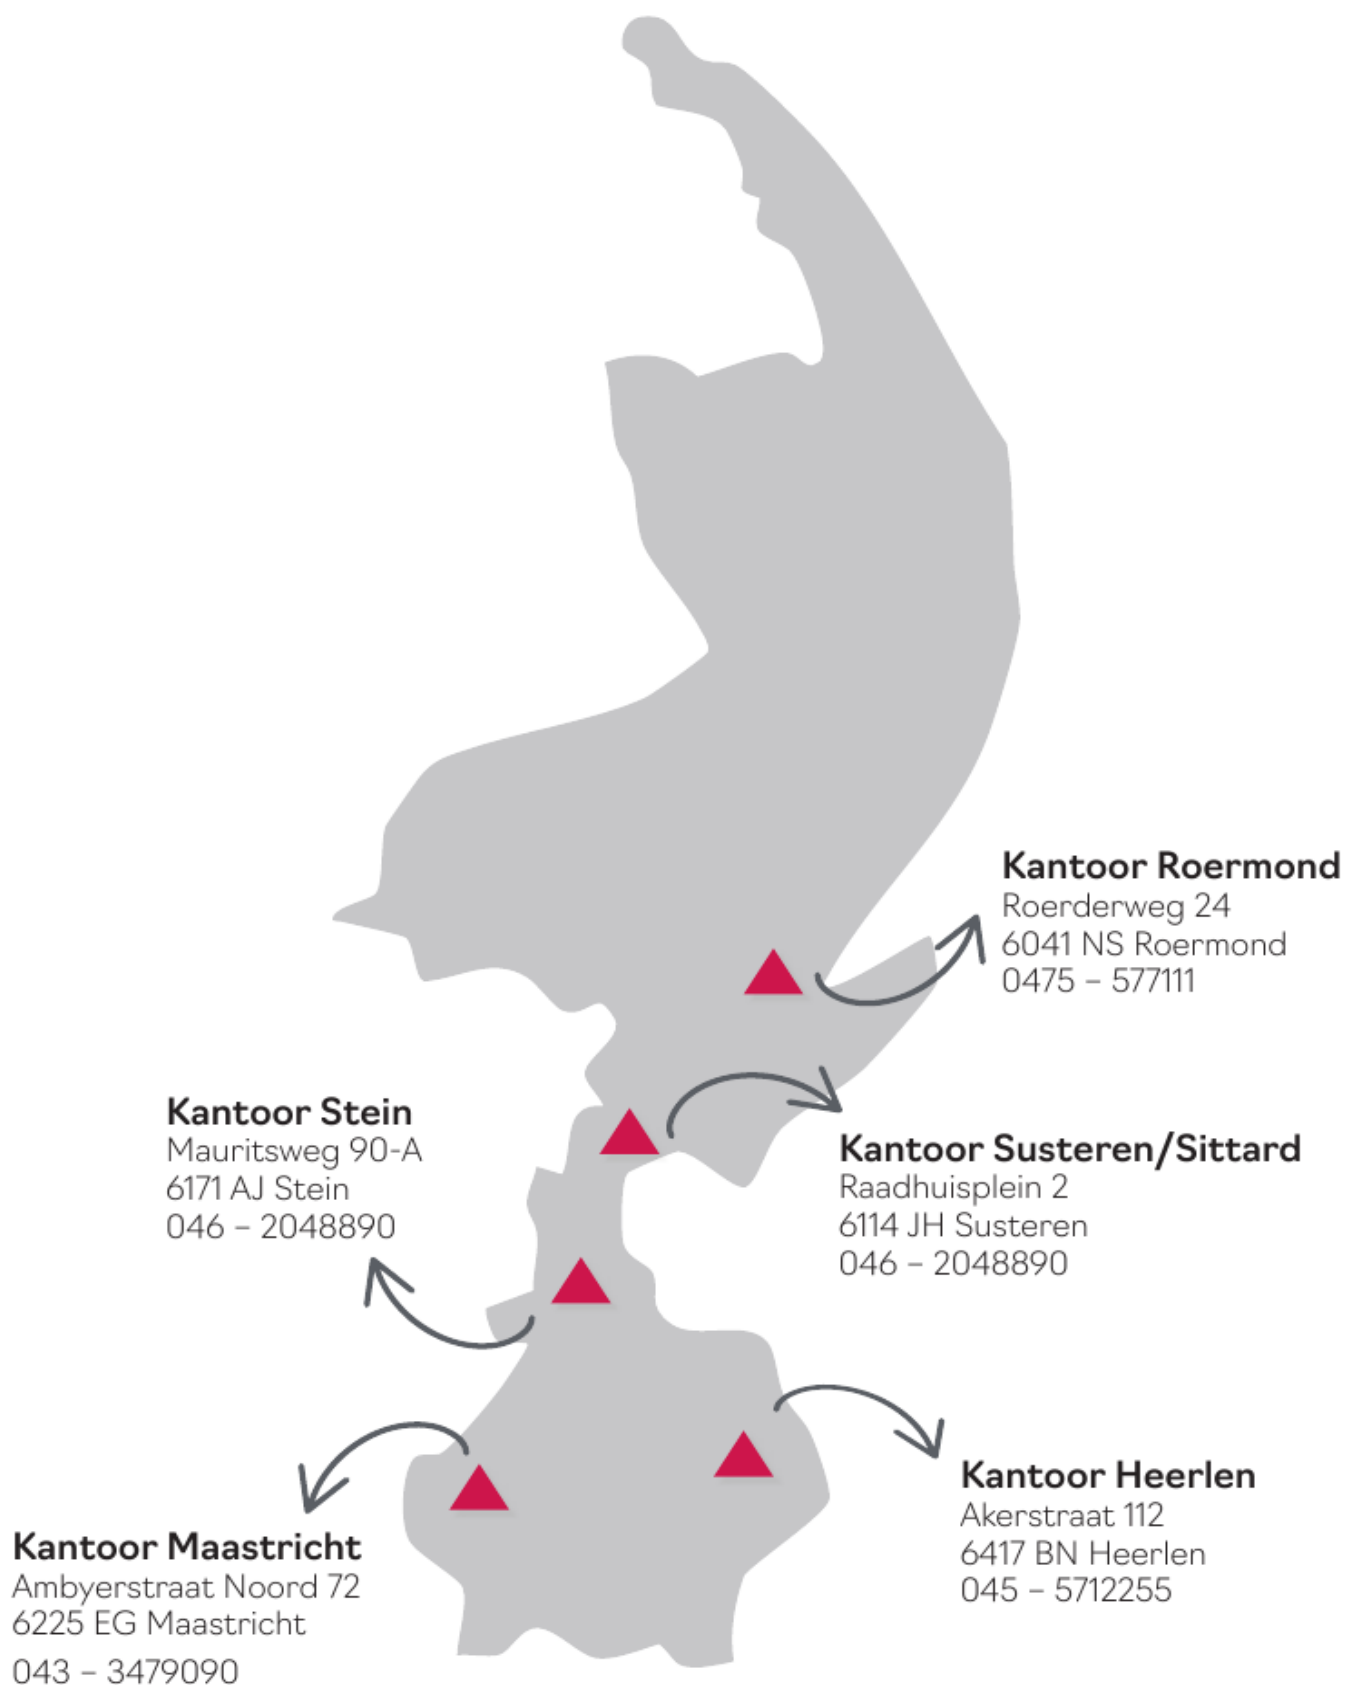 Kantoor Roermond
Roerderweg 24
6041 NS Roermond
0475 – 577111
Kantoor Stein
Mauritsweg 90-A
6171 AJ Stein
046 – 2048890
Kantoor Susteren/Sittard
Raadhuisplein 2
6114 JH Susteren
046 – 2048890
Kantoor Heerlen
Akerstraat 112
6417 BN Heerlen
045 – 5712255
Kantoor Maastricht
Ambyerstraat Noord 72
6225 EG Maastricht
043 – 3479090